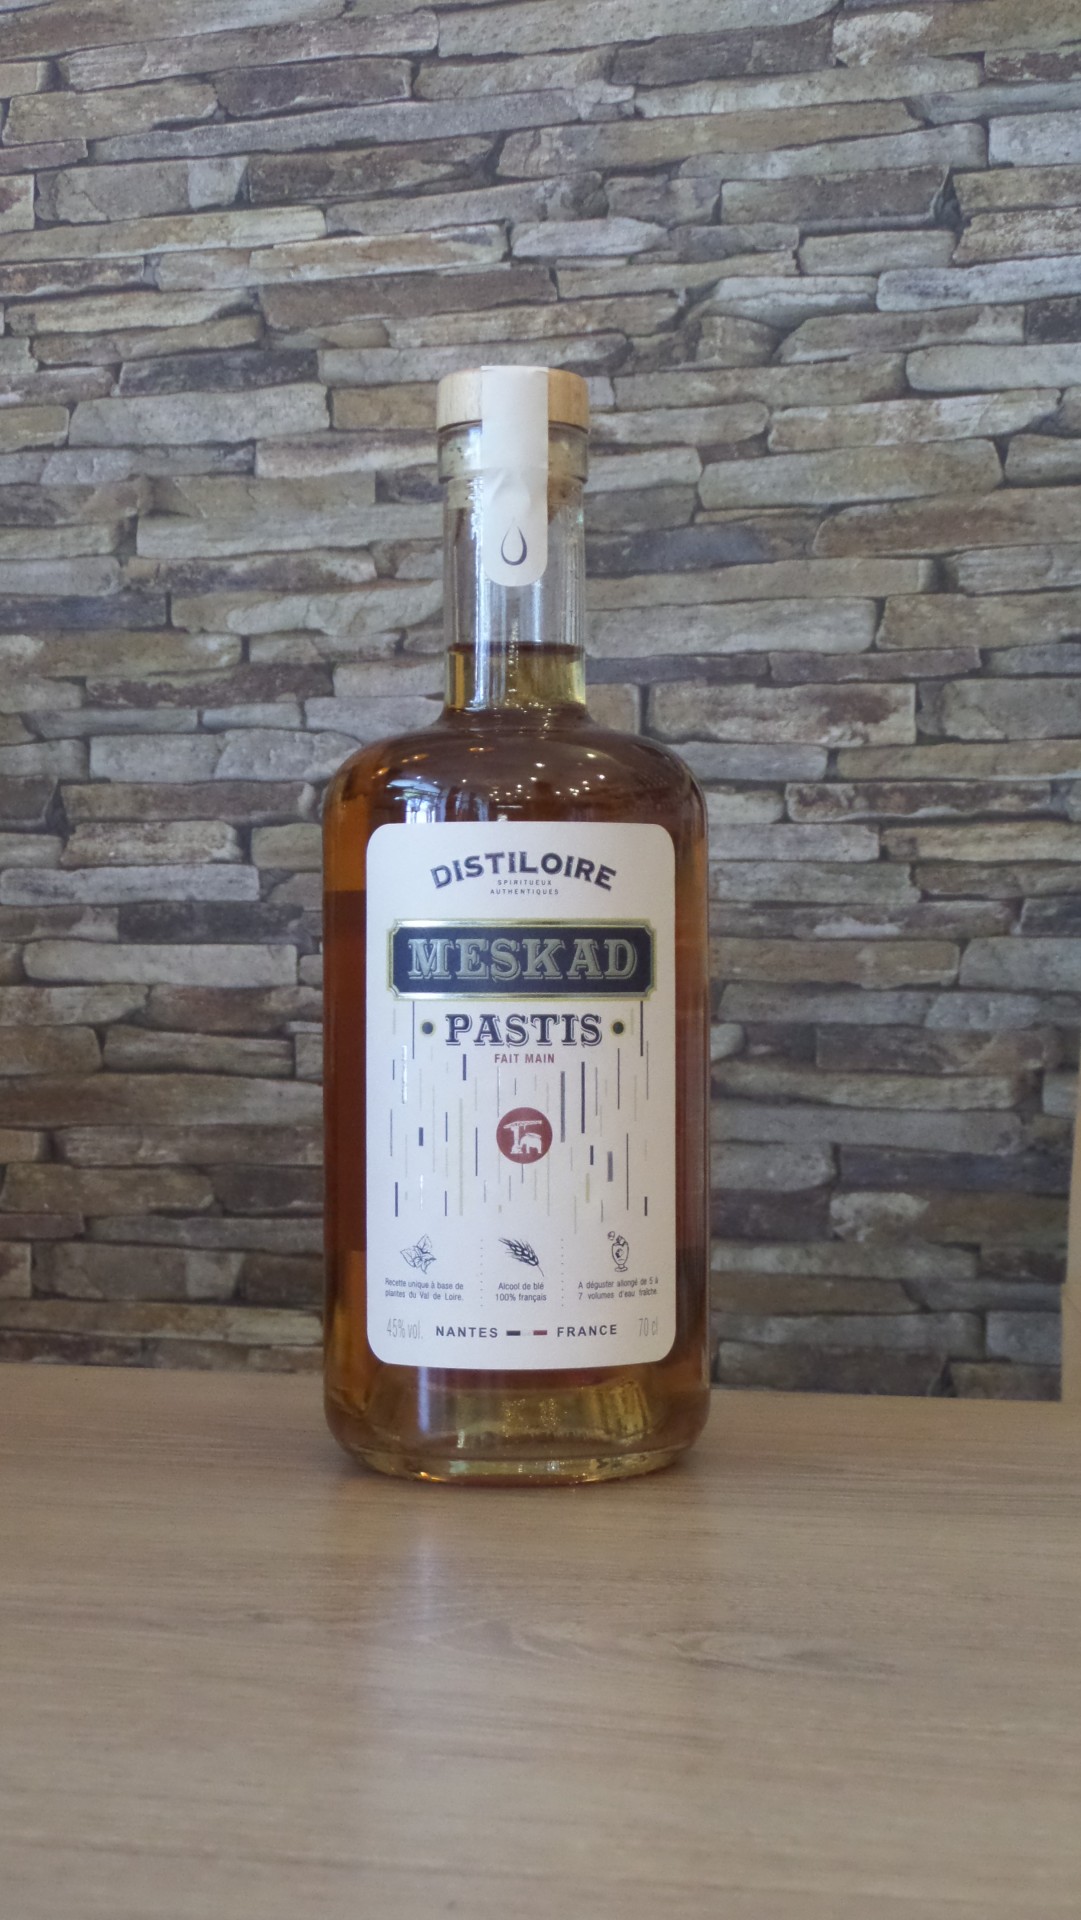 DISTILOIRE
SPIRITUEUX
AUTHENTIQUES
MESKAD
PASTIS
FAIT MAIN
Recette unique à base de
plantes du Val de Loire.
Alcool de blé
100% français
A déguster allongé de 5 à
7 volumes d'eau fraîche.
45% vol.
NANTES FRANCE
70 cl